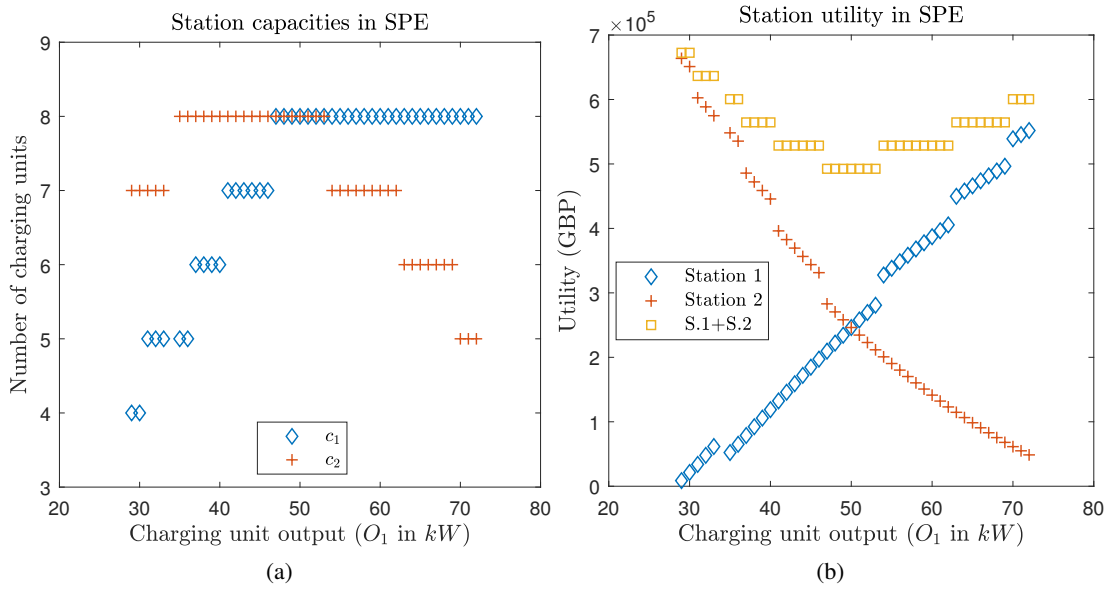 Station capacities in SPE
9
8
7
6
5
4
3
Number of charging units
c₁
c₂
20 30 40 50 60 70 80
Charging unit output (O₁ in kW)
(a)
Station utility in SPE
× 10⁵
7
6
5
4
3
2
1
0
Utility (GBP)
Station 1
Station 2
S.1+S.2
20 30 40 50 60 70 80
Charging unit output (O₁ in kW)
(b)